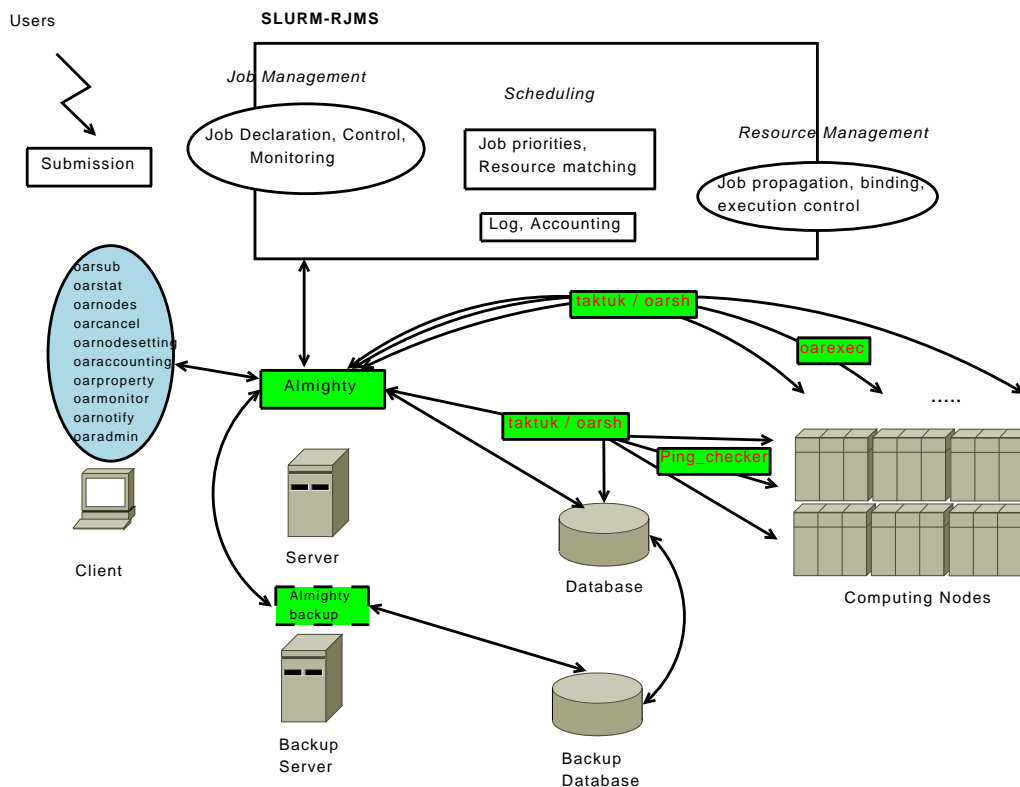 Users
SLURM-RJMS
Job Management
Scheduling
Resource Management
Job Declaration, Control,
Monitoring
Job priorities,
Resource matching
Submission
Job propagation, binding,
execution control
Log, Accounting
oarsub
oarstat
oarnodes
oarcancel
oarnodesetting
oaraccounting
oarproperty
oarmonitor
oarnotify
oaradmin
taktuk / oarsh
oarexec
Almighty
.....
taktuk / oarsh
Ping_checker
Client
Server
Database
Computing Nodes
Almighty
backup
Backup
Server
Backup
Database